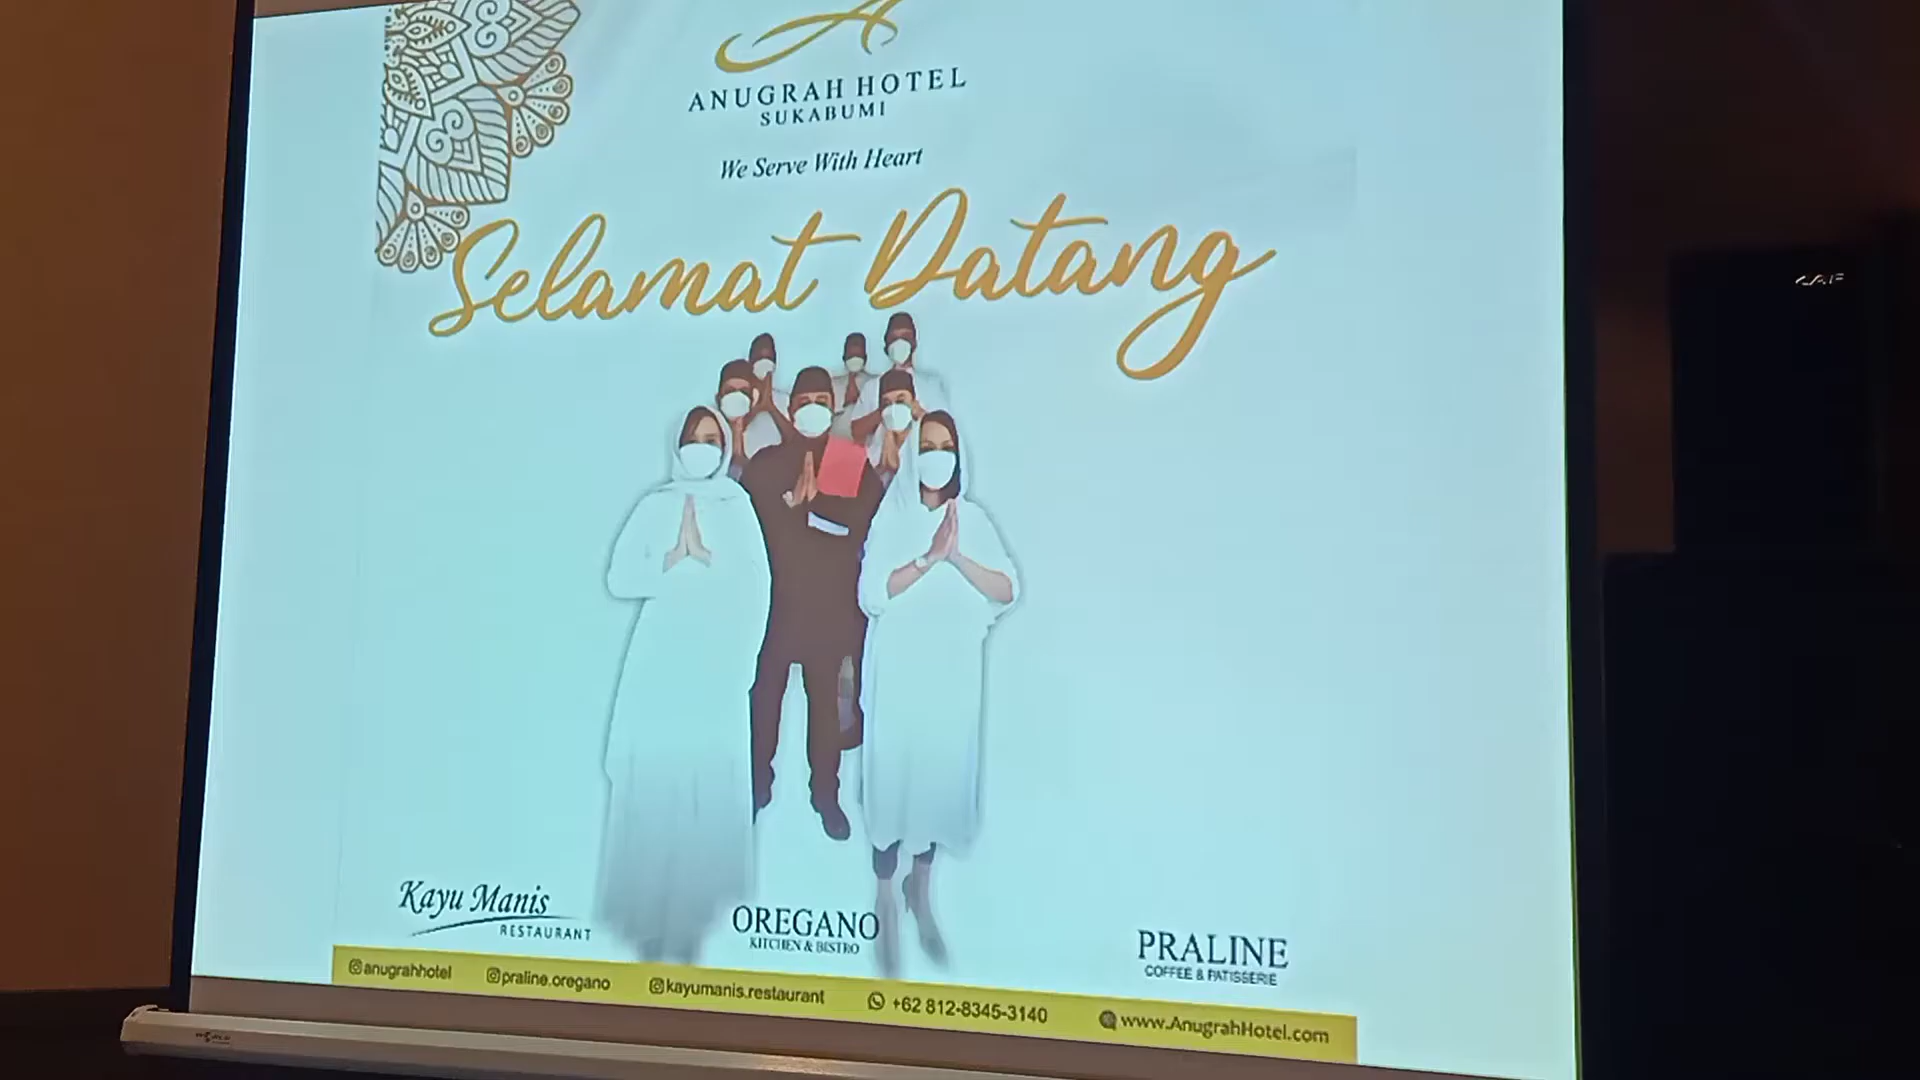 ANUGRAH HOTEL
SUKABUMI
We Serve With Heart
Selamat Datang
Kayu Manis
RESTAURANT
OREGANO
KITCHEN & BISTRO
PRALINE
COFFEE & PATISSERIE
@anugrahhotel
@praline.oregano
@kayumanis.restaurant
+62 812-8345-3140
www.AnugrahHotel.com